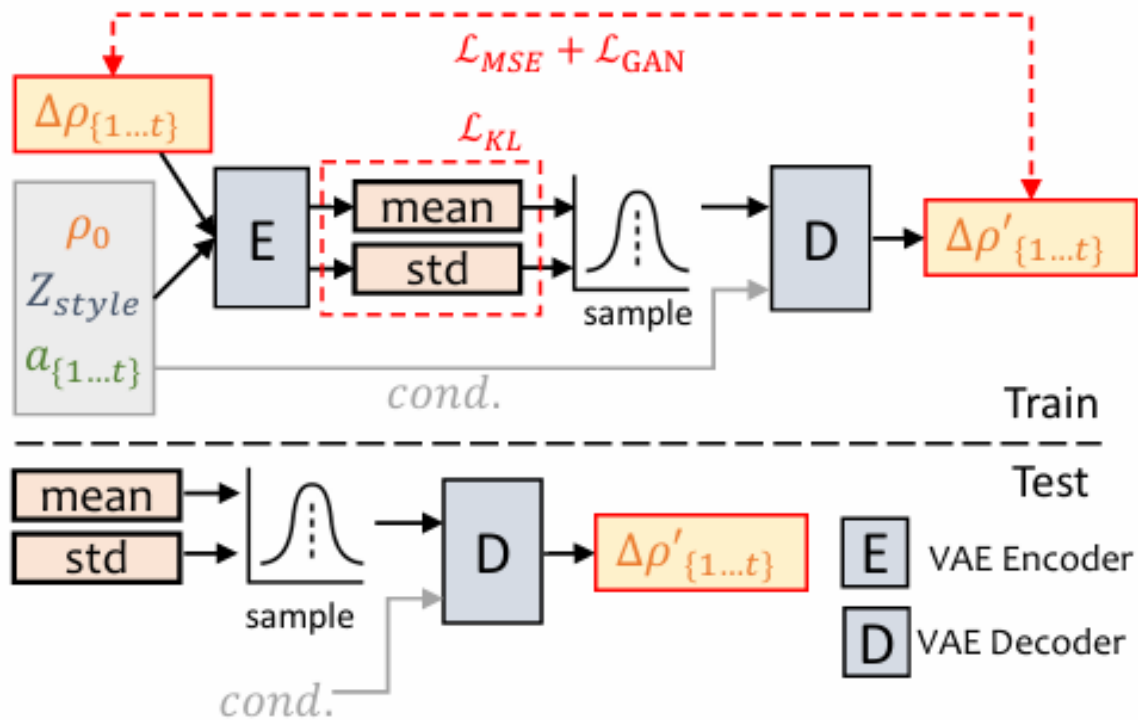 ℒ_MSE + ℒ_GAN
Δρ_{1...t}
ℒ_KL
ρ_0
Z_style
a_{1...t}
E
mean
std
sample
D
Δρ'_{1...t}
cond.
Train
Test
mean
std
sample
cond.
D
Δρ'_{1...t}
E VAE Encoder
D VAE Decoder